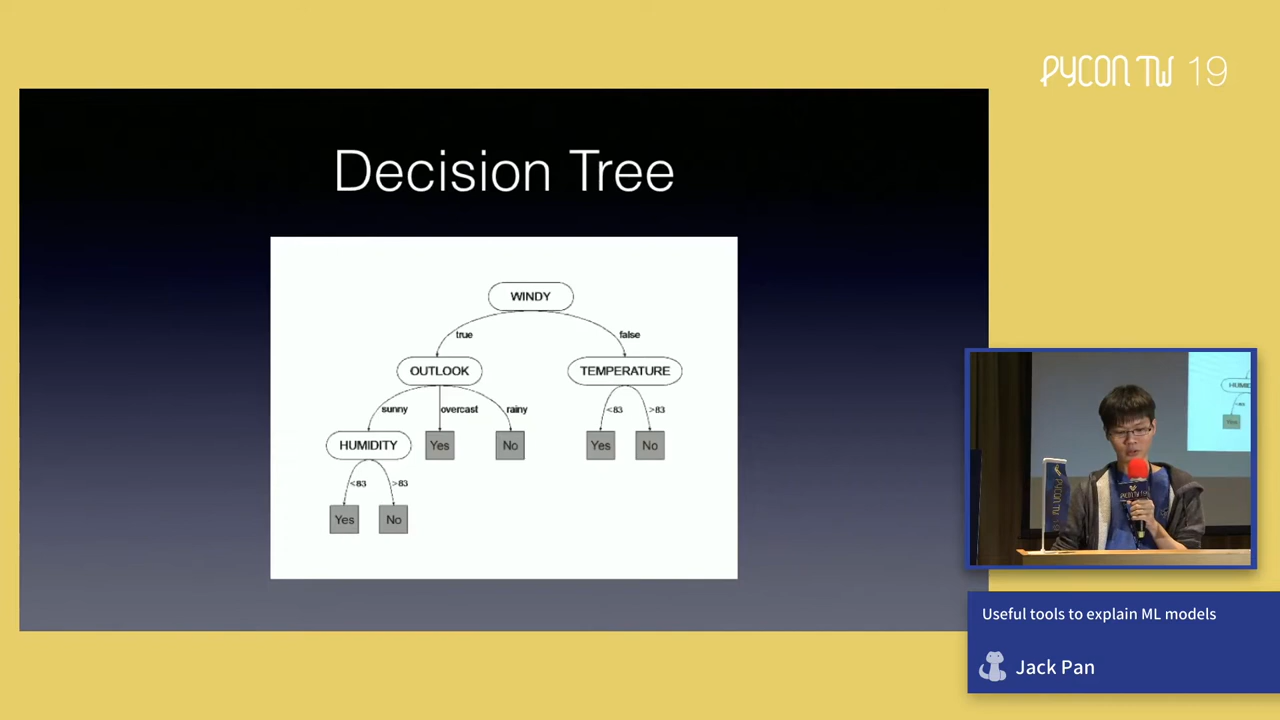 PYCON TW 19
Decision Tree
WINDY
true
false
OUTLOOK
TEMPERATURE
sunny
overcast
rainy
<83
>83
HUMIDITY
Yes
No
Yes
No
<83
>83
Yes
No
Useful tools to explain ML models
Jack Pan